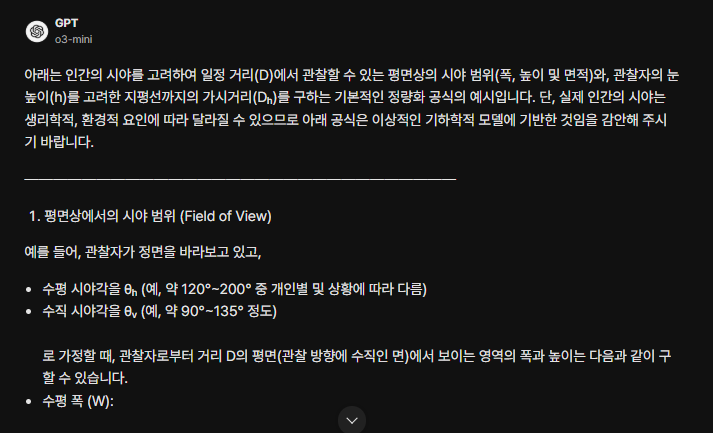 GPT
o3-mini
아래는 인간의 시야를 고려하여 일정 거리(D)에서 관찰할 수 있는 평면상의 시야 범위(폭, 높이 및 면적)와, 관찰자의 눈
높이(h)를 고려한 지평선까지의 가시거리(Dₕ)를 구하는 기본적인 정량화 공식의 예시입니다. 단, 실제 인간의 시야는
생리학적, 환경적 요인에 따라 달라질 수 있으므로 아래 공식은 이상적인 기하학적 모델에 기반한 것임을 감안해 주시
기 바랍니다.
────────────────────────────
1. 평면상에서의 시야 범위 (Field of View)
예를 들어, 관찰자가 정면을 바라보고 있고,
• 수평 시야각을 θₕ (예, 약 120°~200° 중 개인별 및 상황에 따라 다름)
• 수직 시야각을 θᵥ (예, 약 90°~135° 정도)
로 가정할 때, 관찰자로부터 거리 D의 평면(관찰 방향에 수직인 면)에서 보이는 영역의 폭과 높이는 다음과 같이 구
할 수 있습니다.
• 수평 폭 (W):